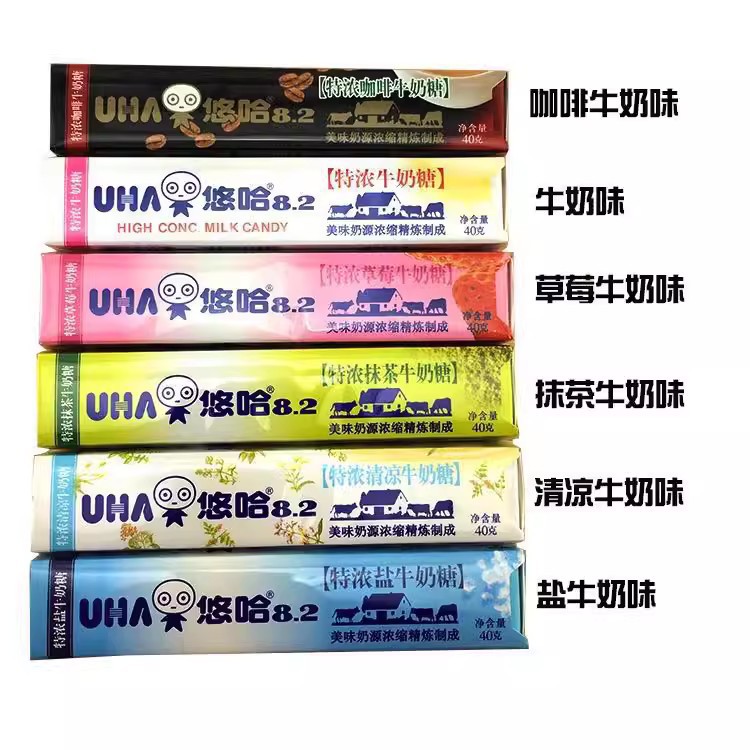 特浓咖啡牛奶糖
UHA 悠哈® 8.2
【特浓咖啡牛奶糖】
美味奶源浓缩精炼制成
净含量
40克
咖啡牛奶味
特浓牛奶糖
UHA 悠哈® 8.2
HIGH CONC. MILK CANDY
【特浓牛奶糖】
美味奶源浓缩精炼制成
净含量
40克
牛奶味
特浓草莓牛奶糖
UHA 悠哈® 8.2
【特浓草莓牛奶糖】
美味奶源浓缩精炼制成
净含量
40克
草莓牛奶味
特浓抹茶牛奶糖
UHA 悠哈® 8.2
【特浓抹茶牛奶糖】
美味奶源浓缩精炼制成
净含量
40克
抹茶牛奶味
特浓清凉牛奶糖
UHA 悠哈® 8.2
【特浓清凉牛奶糖】
美味奶源浓缩精炼制成
净含量
40克
清凉牛奶味
特浓盐牛奶糖
UHA 悠哈® 8.2
【特浓盐牛奶糖】
美味奶源浓缩精炼制成
净含量
40克
盐牛奶味